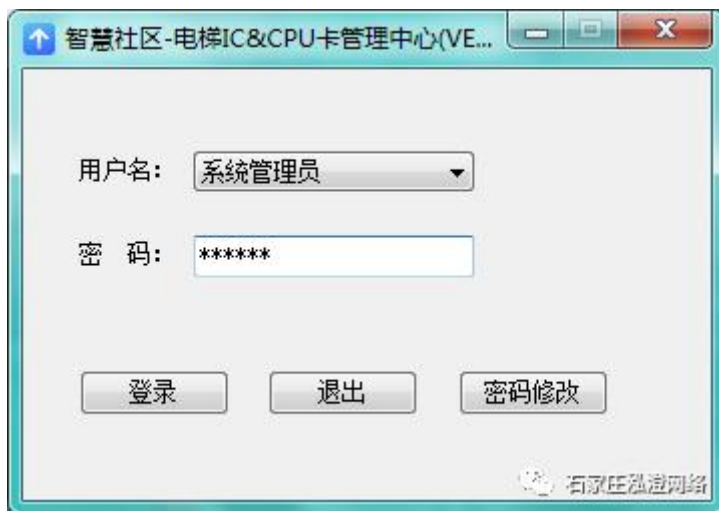 智慧社区-电梯IC&CPU卡管理中心(VE...
用户名：
系统管理员
密 码：
******
登录 退出 密码修改
石家庄泓澄网络